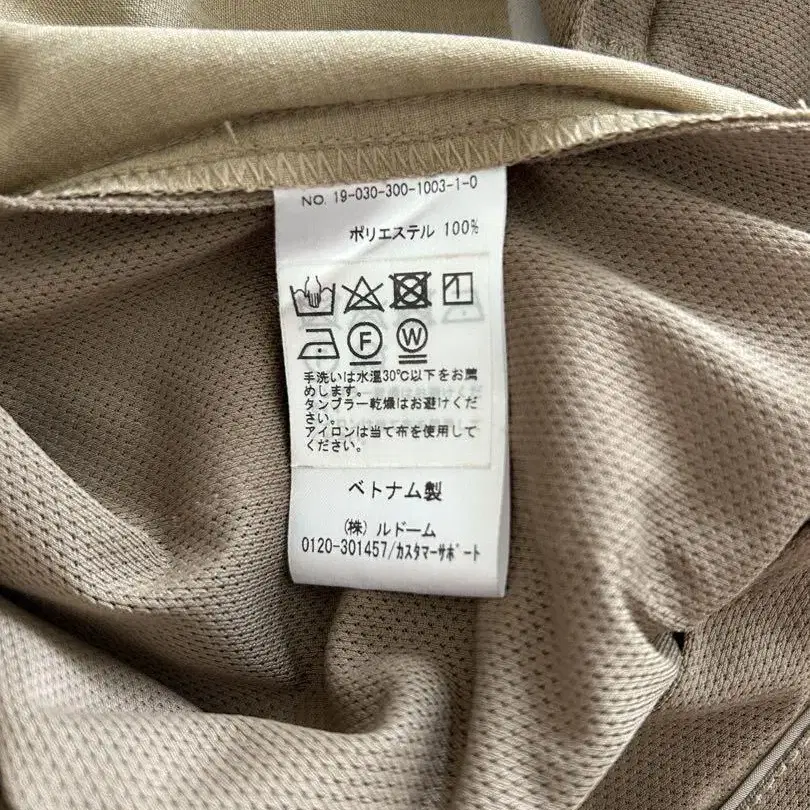 NO. 19-030-300-1003-1-0
ポリエステル 100%
F W
手洗いは水温30℃以下をお薦
めします。
タンブラー乾燥はお避けくだ
さい。
アイロンは当て布を使用して
ください。
ベトナム製
(株) ルドーム
0120-301457/カスタマーサポート